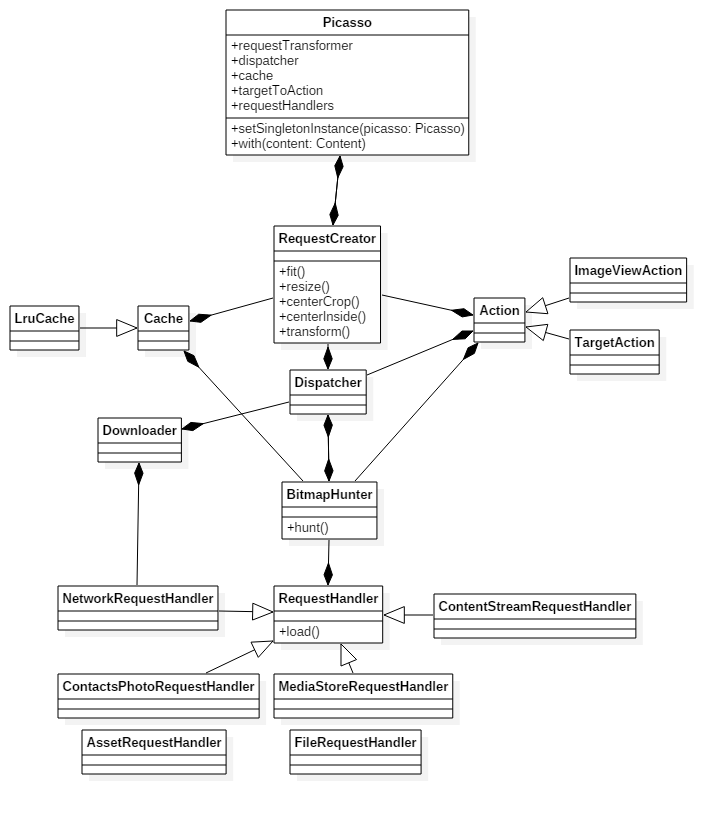 Picasso
+requestTransformer
+dispatcher
+cache
+targetToAction
+requestHandlers
+setSingletonInstance(picasso: Picasso)
+with(content: Content)
RequestCreator
+fit()
+resize()
+centerCrop()
+centerInside()
+transform()
ImageViewAction
LruCache
Cache
Action
TargetAction
Dispatcher
Downloader
BitmapHunter
+hunt()
NetworkRequestHandler
RequestHandler
+load()
ContentStreamRequestHandler
ContactsPhotoRequestHandler
MediaStoreRequestHandler
AssetRequestHandler
FileRequestHandler